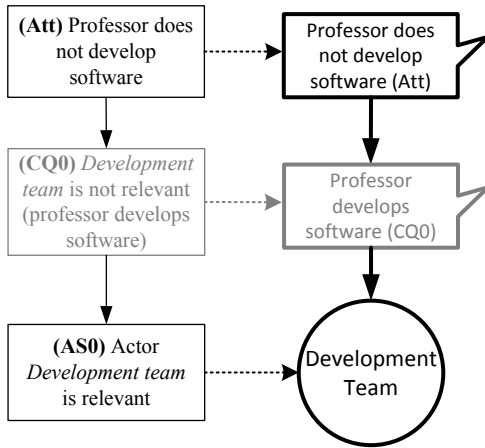 (Att) Professor does
not develop
software
Professor does
not develop
software (Att)
(CQ0) Development
team is not relevant
(professor develops
software)
Professor
develops
software (CQ0)
(AS0) Actor
Development team
is relevant
Development
Team